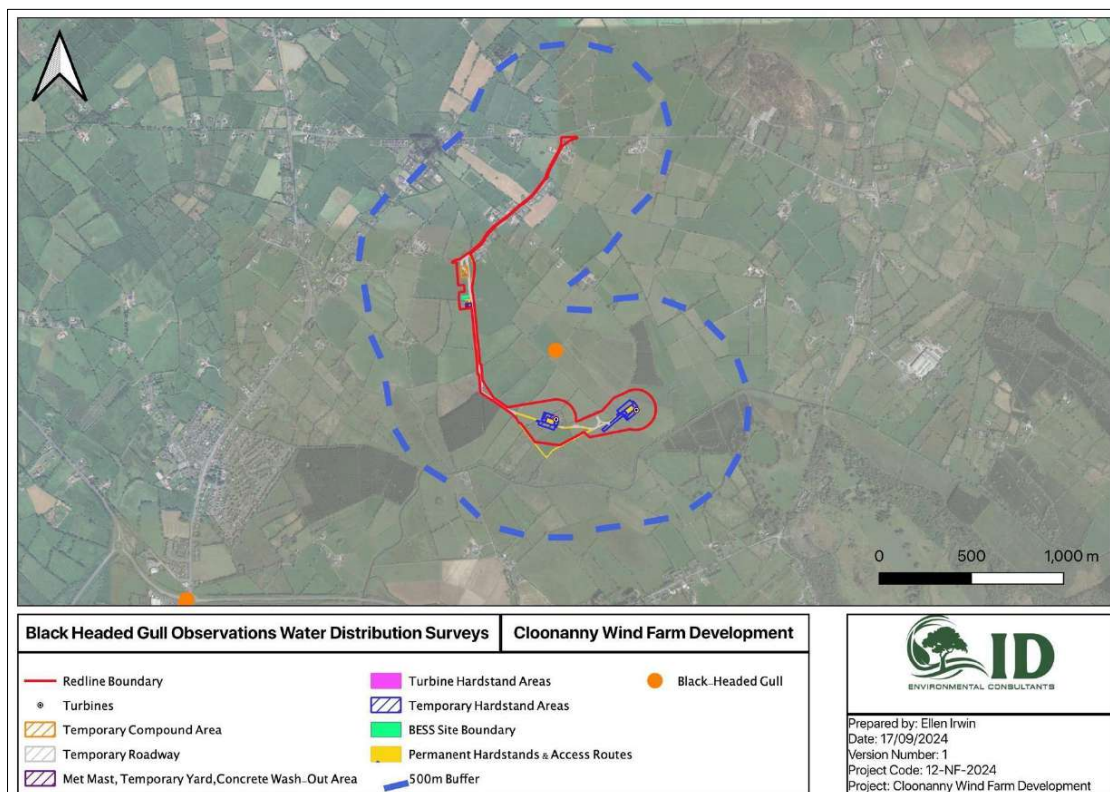 0 500 1,000 m
Black Headed Gull Observations Water Distribution Surveys
Cloonanny Wind Farm Development
Redline Boundary
Turbines
Temporary Compound Area
Temporary Roadway
Met Mast, Temporary Yard,Concrete Wash-Out Area
Turbine Hardstand Areas
Temporary Hardstand Areas
BESS Site Boundary
Permanent Hardstands & Access Routes
500m Buffer
Black-Headed Gull
ID
ENVIRONMENTAL CONSULTANTS
Prepared by: Ellen Irwin
Date: 17/09/2024
Version Number: 1
Project Code: 12-NF-2024
Project: Cloonanny Wind Farm Development